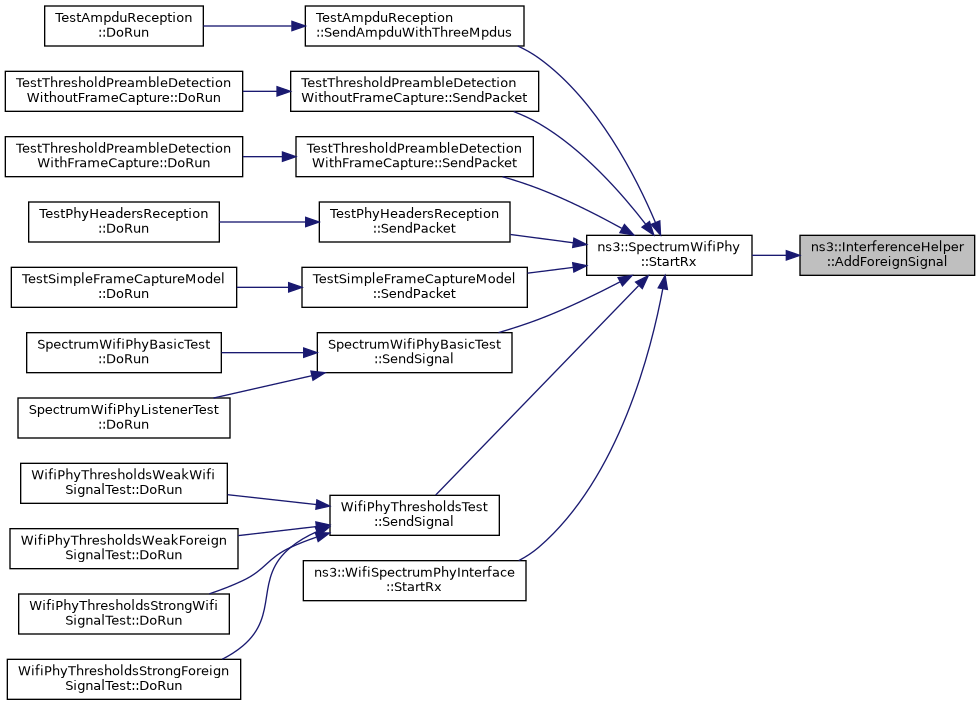 TestAmpduReception
::DoRun
TestAmpduReception
::SendAmpduWithThreeMpdus
TestThresholdPreambleDetection
WithoutFrameCapture::DoRun
TestThresholdPreambleDetection
WithoutFrameCapture::SendPacket
TestThresholdPreambleDetection
WithFrameCapture::DoRun
TestThresholdPreambleDetection
WithFrameCapture::SendPacket
TestPhyHeadersReception
::DoRun
TestPhyHeadersReception
::SendPacket
ns3::SpectrumWifiPhy
::StartRx
ns3::InterferenceHelper
::AddForeignSignal
TestSimpleFrameCaptureModel
::DoRun
TestSimpleFrameCaptureModel
::SendPacket
SpectrumWifiPhyBasicTest
::DoRun
SpectrumWifiPhyBasicTest
::SendSignal
SpectrumWifiPhyListenerTest
::DoRun
WifiPhyThresholdsWeakWifi
SignalTest::DoRun
WifiPhyThresholdsTest
::SendSignal
WifiPhyThresholdsWeakForeign
SignalTest::DoRun
ns3::WifiSpectrumPhyInterface
::StartRx
WifiPhyThresholdsStrongWifi
SignalTest::DoRun
WifiPhyThresholdsStrongForeign
SignalTest::DoRun